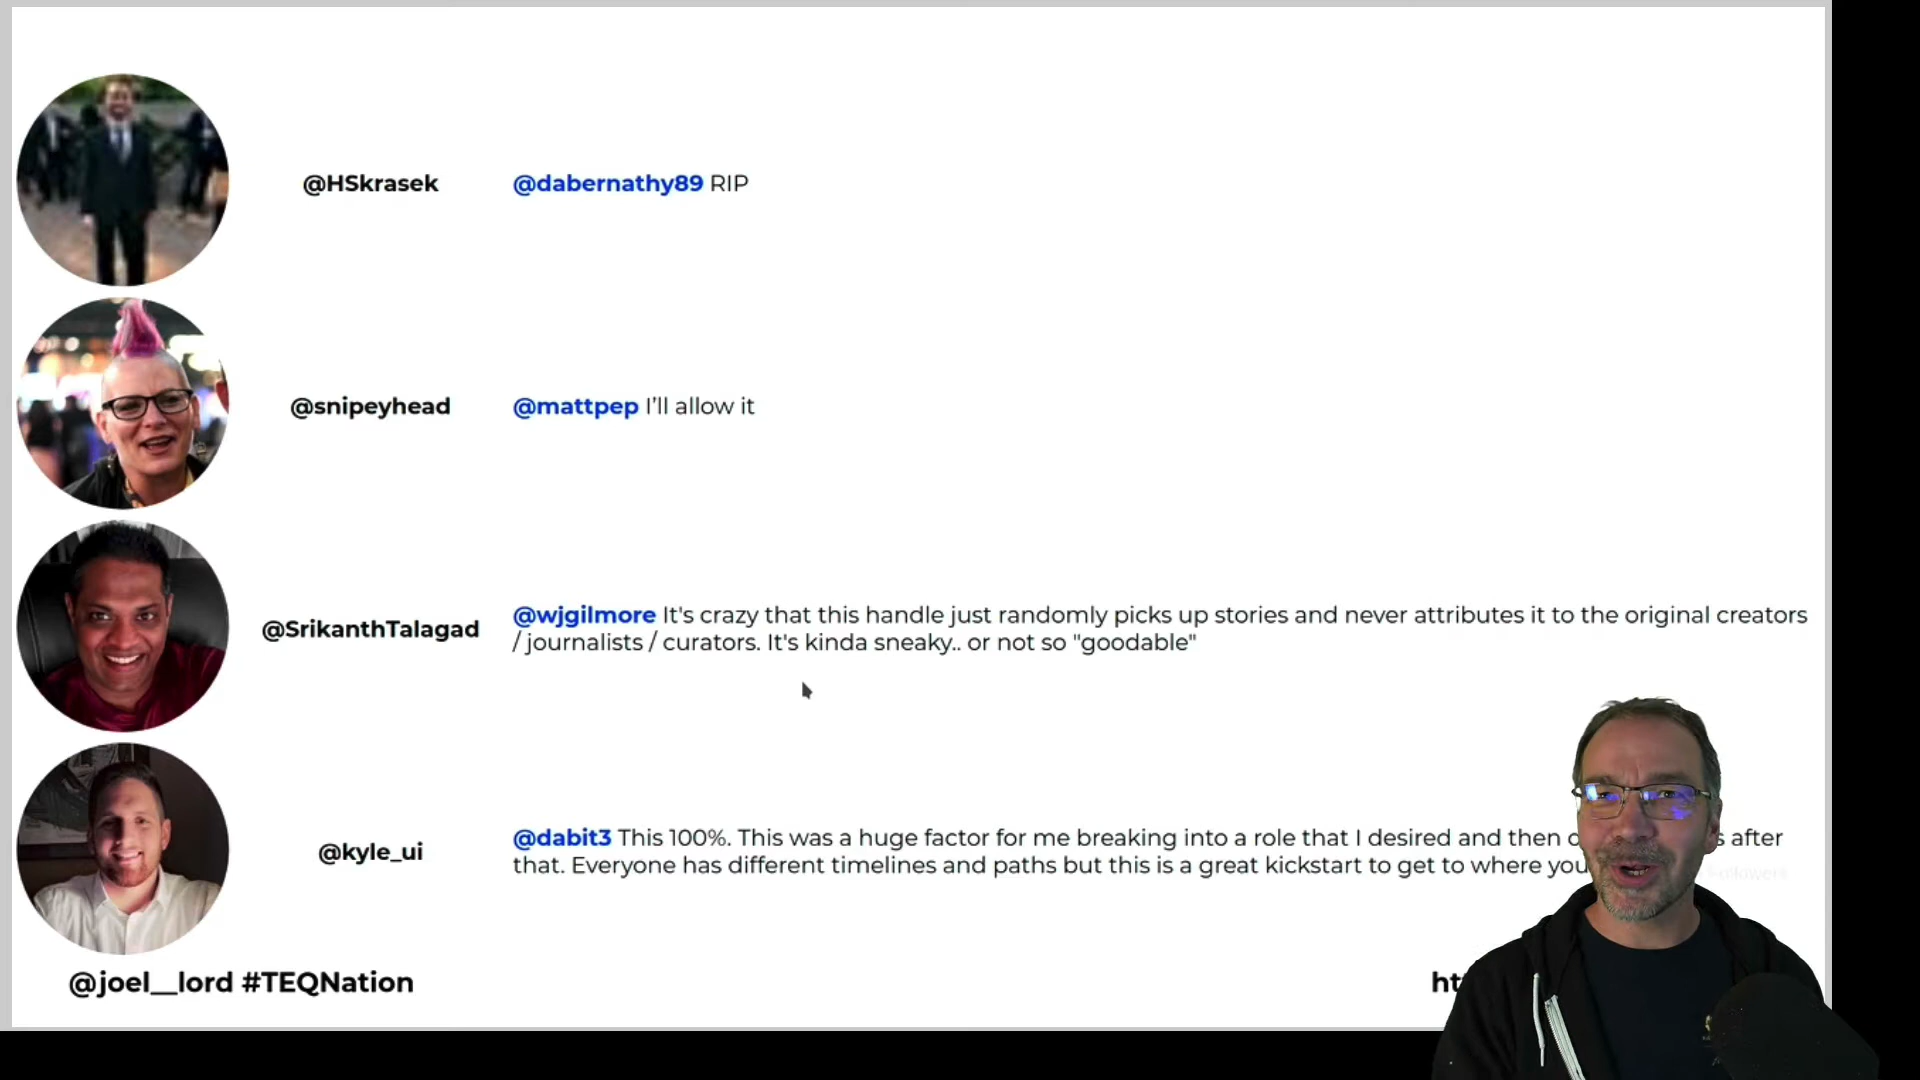 @HSkrasek @dabernathy89 RIP
@snipeyhead @mattpep I'll allow it
@SrikanthTalagad @wjgilmore It's crazy that this handle just randomly picks up stories and never attributes it to the original creators
/ journalists / curators. It's kinda sneaky.. or not so "goodable"
@kyle_ui @dabit3 This 100%. This was a huge factor for me breaking into a role that I desired and then after
that. Everyone has different timelines and paths but this is a great kickstart to get to where you
Followers
@joel__lord #TEQNation